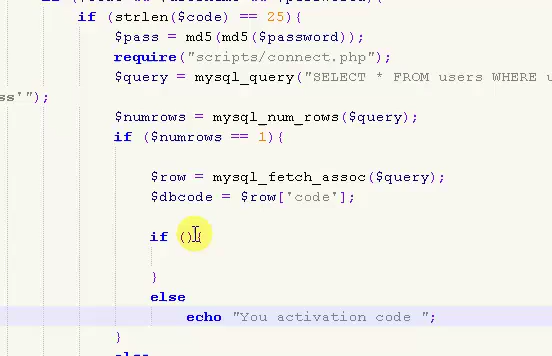 if (strlen($code) == 25){
$pass = md5(md5($password));
require("scripts/connect.php");
$query = mysql_query("SELECT * FROM users WHERE u
ss'");
$numrows = mysql_num_rows($query);
if ($numrows == 1){
$row = mysql_fetch_assoc($query);
$dbcode = $row['code'];
if (){
}
else
echo "You activation code ";
}
else